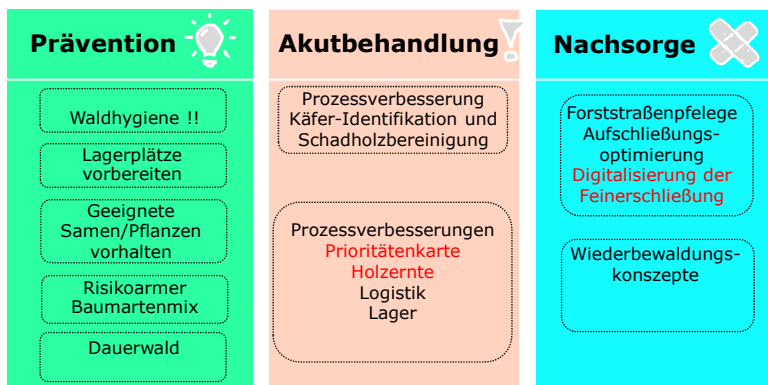 Prävention
Waldhygiene !!
Lagerplätze
vorbereiten
Geeignete
Samen/Pflanzen
vorhalten
Risikoarmer
Baumartenmix
Dauerwald
Akutbehandlung
Prozessverbesserung
Käfer-Identifikation und
Schadholzbereinigung
Prozessverbesserungen
Prioritätenkarte
Holzernte
Logistik
Lager
Nachsorge
Forststraßenpfelege
Aufschließungs-
optimierung
Digitalisierung der
Feinerschließung
Wiederbewaldungs-
konzepte